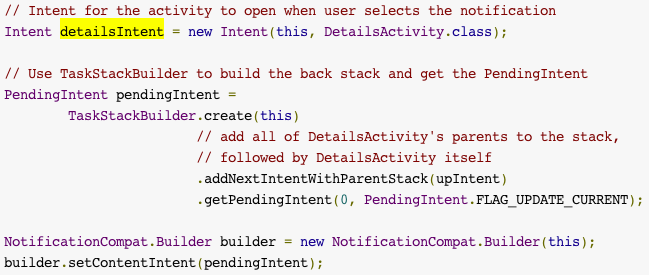 // Intent for the activity to open when user selects the notification
Intent detailsIntent = new Intent(this, DetailsActivity.class);
// Use TaskStackBuilder to build the back stack and get the PendingIntent
PendingIntent pendingIntent =
TaskStackBuilder.create(this)
// add all of DetailsActivity's parents to the stack,
// followed by DetailsActivity itself
.addNextIntentWithParentStack(upIntent)
.getPendingIntent(0, PendingIntent.FLAG_UPDATE_CURRENT);
NotificationCompat.Builder builder = new NotificationCompat.Builder(this);
builder.setContentIntent(pendingIntent);